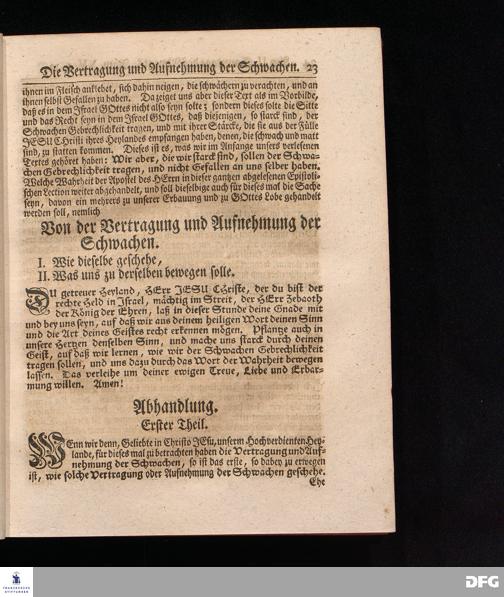 Die Vertragung und Aufnehmung der Schwachen. 23
ihnen im Fleisch anklebet, sich dahin neigen, die schwächern zu verachten, und an
ihnen selbst Gefallen zu haben. Da zeiget uns aber dieser Text als im Vorbilde,
daß es in dem Israel GOttes nicht also seyn solte; sondern dieses solte die Sitte
und das Recht seyn in dem Israel GOttes, daß diejenigen, so starck sind, der
Schwachen Gebrechlichkeit tragen, und mit ihrer Stärcke, die sie aus der Fülle
JESU Christi ihres Heylandes empfangen haben, denen, die schwach und matt
sind, zu statten kommen. Dieses ist es, was wir im Anfange unsers verlesenen
Textes gehöret haben: Wir aber, die wir starck sind, sollen der Schwa-
chen Gebrechlichkeit tragen, und nicht Gefallen an uns selber haben.
Welche Wahrheit der Apostel des HErrn in dieser gantzen abgelesenen Epistoli-
schen Lection weiter abgehandelt, und soll dieselbige auch für dieses mal die Sache
seyn, davon ein mehrers zu unserer Erbauung und zu GOttes Lobe gehandelt
werden soll, nemlich
Von der Vertragung und Aufnehmung der
Schwachen.
I. Wie dieselbe geschehe,
II. Was uns zu derselben bewegen solle.
DU getreuer Heyland, HErr JESU CHriste, der du bist der
rechte Held in Israel, mächtig im Streit, der HErr Zebaoth
der König der Ehren, laß in dieser Stunde deine Gnade mit
und bey uns seyn, auf daß wir aus deinem heiligen Wort deinen Sinn
und die Art deines Geistes recht erkennen mögen. Pflantze auch in
unsere Hertzen denselben Sinn, und mache uns starck durch deinen
Geist, auf daß wir lernen, wie wir der Schwachen Gebrechlichkeit
tragen sollen, und uns dazu durch das Wort der Wahrheit bewegen
lassen. Das verleihe um deiner ewigen Treue, Liebe und Erbar-
mung willen. Amen!
Abhandlung.
Erster Theil.
WEnn wir denn, Geliebte in Christo JEsu, unserm Hochverdienten Hey-
lande, für dieses mal zu betrachten haben die Vertragung und Auf-
nehmung der Schwachen, so ist das erste, so dabey zu erwegen
ist, wie solche Vertragung oder Aufnehmung der Schwachen geschehe.
Ehe
FRANCKESCHE
STIFTUNGEN
DFG